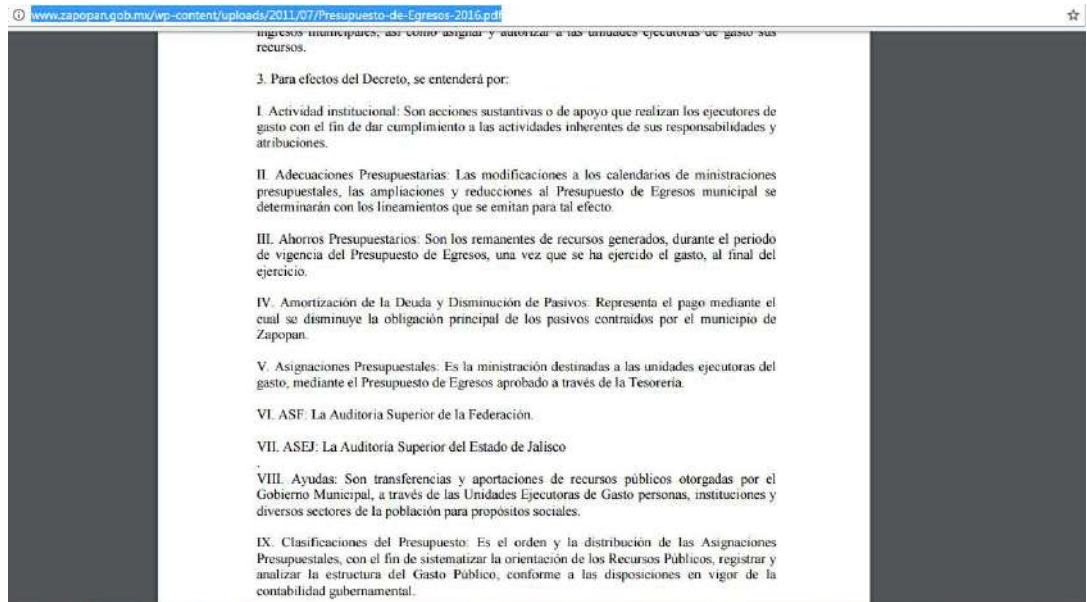 www.zapopan.gob.mx/wp-content/uploads/2011/07/Presupuesto-de-Egresos-2016.pdf
ingresos municipales, así como asignar y autorizar a las unidades ejecutoras de gasto sus
recursos.
3. Para efectos del Decreto, se entenderá por:
I. Actividad institucional: Son acciones sustantivas o de apoyo que realizan los ejecutores de
gasto con el fin de dar cumplimiento a las actividades inherentes de sus responsabilidades y
atribuciones.
II. Adecuaciones Presupuestarias: Las modificaciones a los calendarios de ministraciones
presupuestales, las ampliaciones y reducciones al Presupuesto de Egresos municipal se
determinarán con los lineamientos que se emitan para tal efecto.
III. Ahorros Presupuestarios: Son los remanentes de recursos generados, durante el periodo
de vigencia del Presupuesto de Egresos, una vez que se ha ejercido el gasto, al final del
ejercicio.
IV. Amortización de la Deuda y Disminución de Pasivos: Representa el pago mediante el
cual se disminuye la obligación principal de los pasivos contraídos por el municipio de
Zapopan.
V. Asignaciones Presupuestales: Es la ministración destinadas a las unidades ejecutoras del
gasto, mediante el Presupuesto de Egresos aprobado a través de la Tesorería.
VI. ASF: La Auditoría Superior de la Federación.
VII. ASEJ: La Auditoría Superior del Estado de Jalisco
.
VIII. Ayudas: Son transferencias y aportaciones de recursos públicos otorgadas por el
Gobierno Municipal, a través de las Unidades Ejecutoras de Gasto personas, instituciones y
diversos sectores de la población para propósitos sociales.
IX. Clasificaciones del Presupuesto: Es el orden y la distribución de las Asignaciones
Presupuestales, con el fin de sistematizar la orientación de los Recursos Públicos, registrar y
analizar la estructura del Gasto Público, conforme a las disposiciones en vigor de la
contabilidad gubernamental.